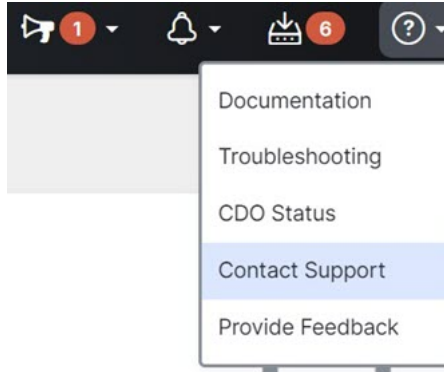 1
6
Documentation
Troubleshooting
CDO Status
Contact Support
Provide Feedback